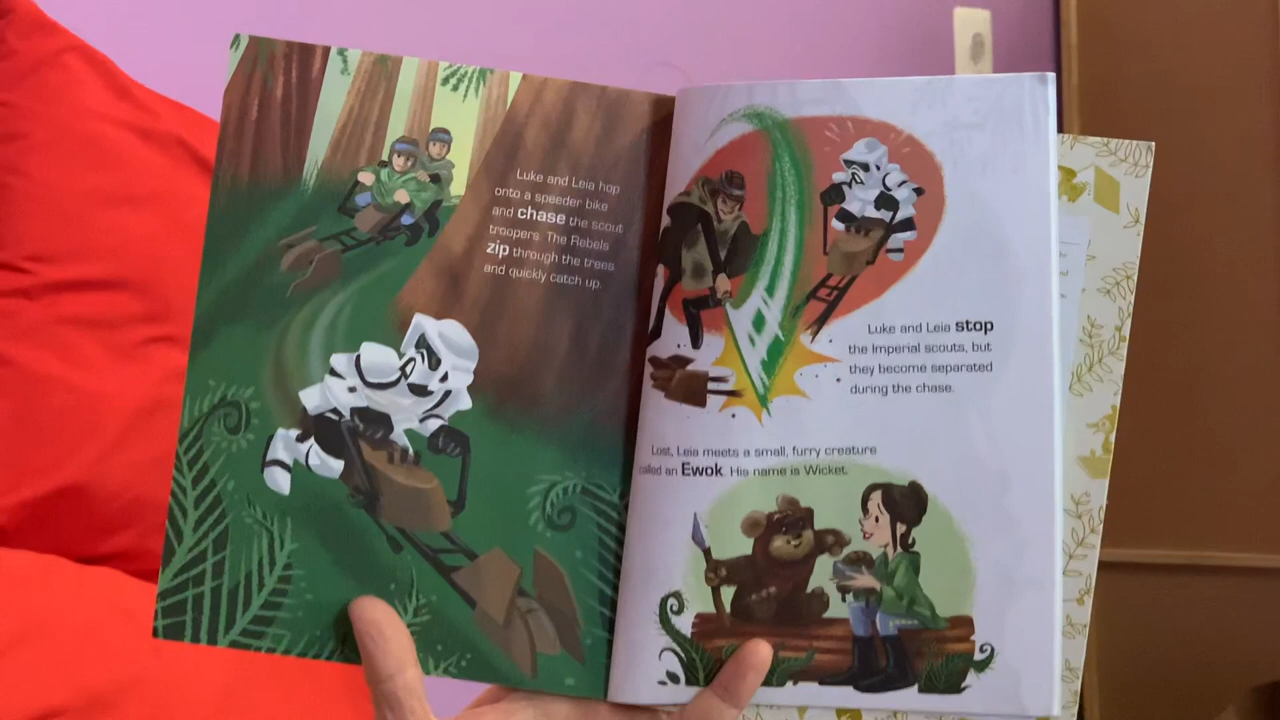 Luke and Leia hop
onto a speeder bike
and chase the scout
troopers. The Rebels
zip through the trees
and quickly catch up.
Luke and Leia stop
the Imperial scouts, but
they become separated
during the chase.
Lost, Leia meets a small, furry creature
called an Ewok. His name is Wicket.